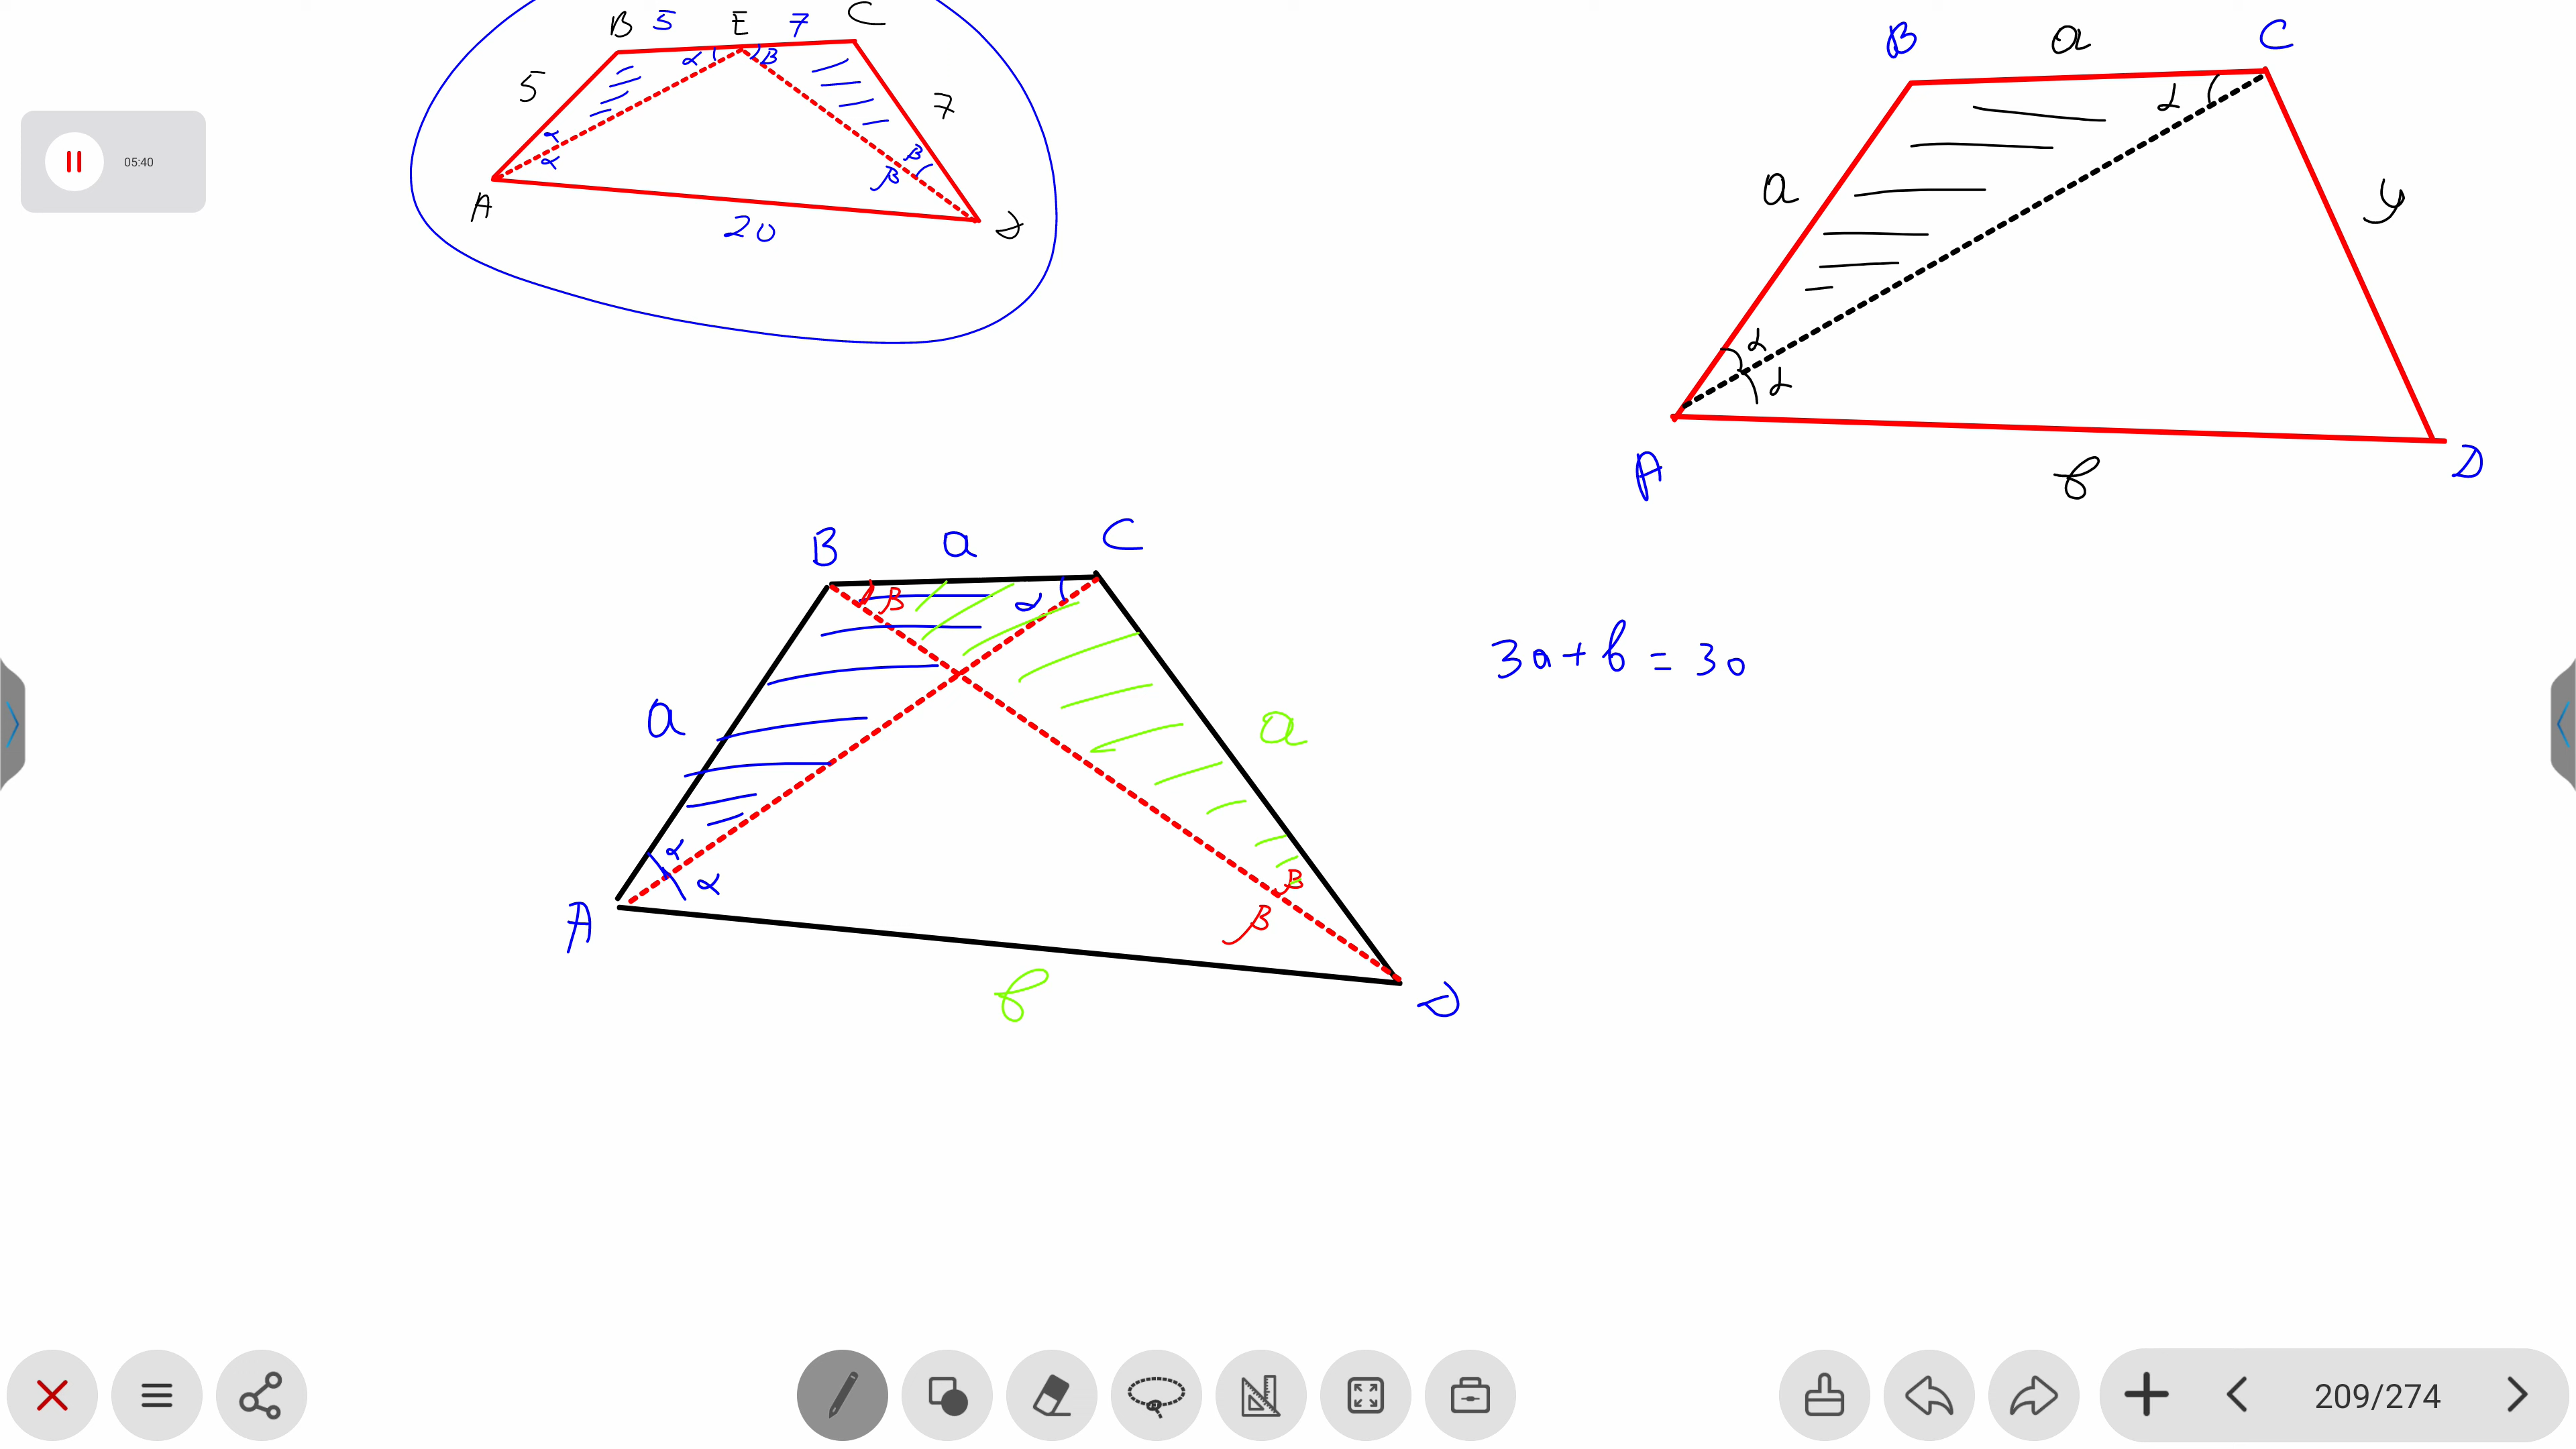 B 5 E 7 C
α β
5 7
α
α
β
β
A 20 D
05:40
B a C
α
a y
α
α
A D
b
B a C
β α
a a
α
α
β
β
A D
b
3a + b = 30
209/274